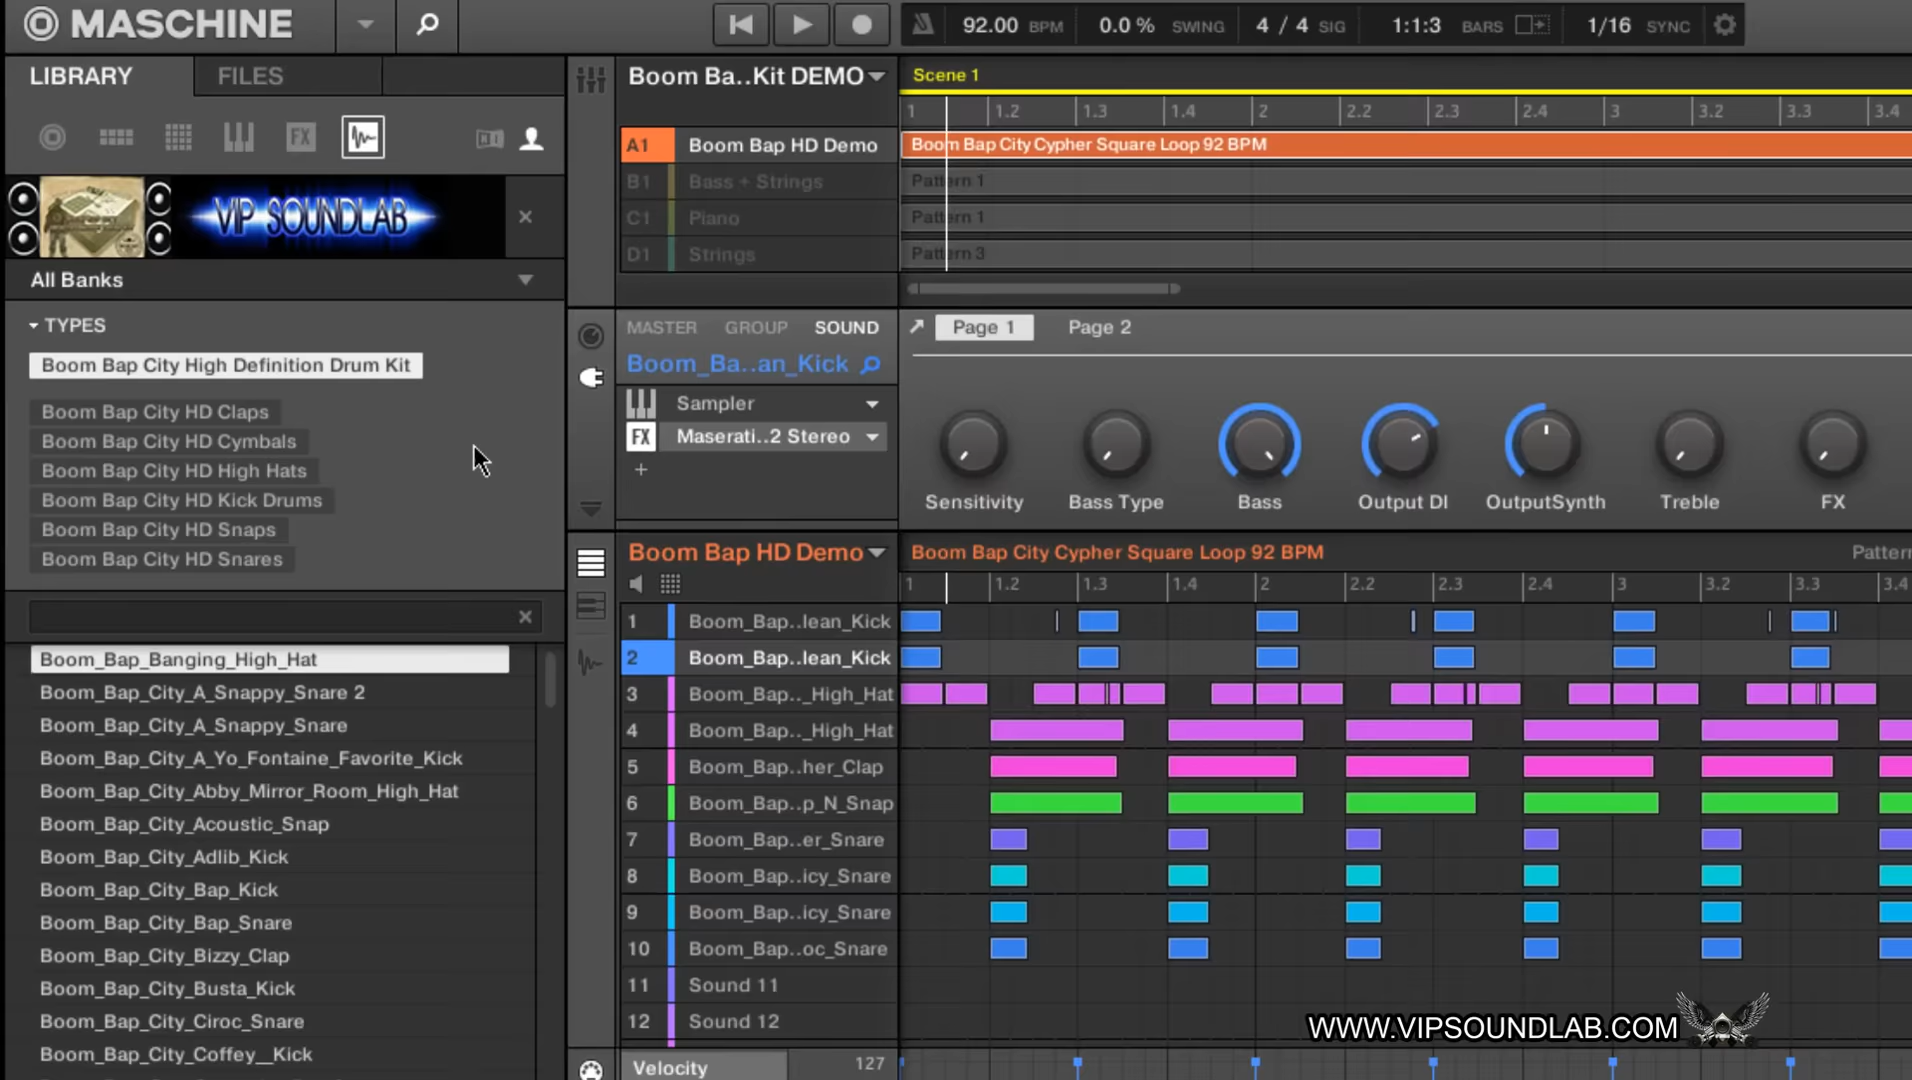 MASCHINE
92.00 BPM 0.0 % SWING 4 / 4 SIG 1:1:3 BARS 1/16 SYNC
LIBRARY FILES
FX
VIP SOUNDLAB
All Banks
TYPES
Boom Bap City High Definition Drum Kit
Boom Bap City HD Claps
Boom Bap City HD Cymbals
Boom Bap City HD High Hats
Boom Bap City HD Kick Drums
Boom Bap City HD Snaps
Boom Bap City HD Snares
Boom_Bap_Banging_High_Hat
Boom_Bap_City_A_Snappy_Snare 2
Boom_Bap_City_A_Snappy_Snare
Boom_Bap_City_A_Yo_Fontaine_Favorite_Kick
Boom_Bap_City_Abby_Mirror_Room_High_Hat
Boom_Bap_City_Acoustic_Snap
Boom_Bap_City_Adlib_Kick
Boom_Bap_City_Bap_Kick
Boom_Bap_City_Bap_Snare
Boom_Bap_City_Bizzy_Clap
Boom_Bap_City_Busta_Kick
Boom_Bap_City_Ciroc_Snare
Boom_Bap_City_Coffey__Kick
Boom Ba..Kit DEMO
Scene 1
1 1.2 1.3 1.4 2 2.2 2.3 2.4 3 3.2 3.3 3.4
A1 Boom Bap HD Demo Boom Bap City Cypher Square Loop 92 BPM
B1 Bass + Strings Pattern 1
C1 Piano Pattern 1
D1 Strings Pattern 3
MASTER GROUP SOUND
Boom_Ba..an_Kick
Sampler
FX Maserati..2 Stereo
+
Page 1 Page 2
Sensitivity Bass Type Bass Output DI OutputSynth Treble FX
Boom Bap HD Demo
Boom Bap City Cypher Square Loop 92 BPM Pattern
1 1.2 1.3 1.4 2 2.2 2.3 2.4 3 3.2 3.3 3.4
1 Boom_Bap..lean_Kick
2 Boom_Bap..lean_Kick
3 Boom_Bap.._High_Hat
4 Boom_Bap.._High_Hat
5 Boom_Bap..her_Clap
6 Boom_Bap..p_N_Snap
7 Boom_Bap..er_Snare
8 Boom_Bap..icy_Snare
9 Boom_Bap..icy_Snare
10 Boom_Bap..oc_Snare
11 Sound 11
12 Sound 12
Velocity 127
WWW.VIPSOUNDLAB.COM